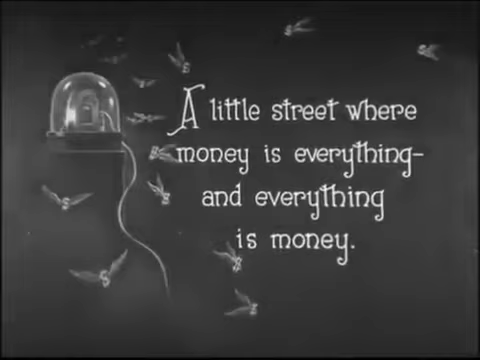 A little street where
money is everything-
and everything
is money.